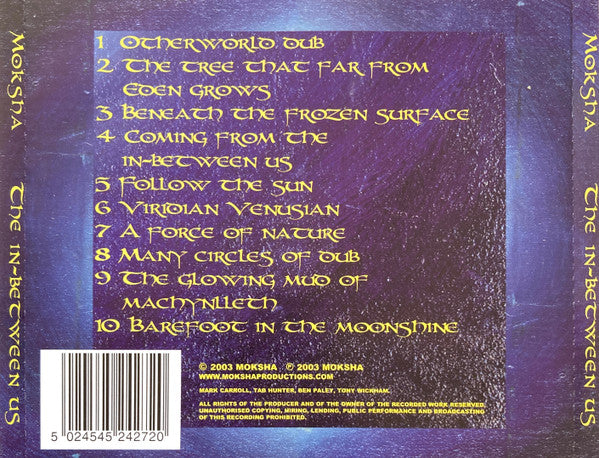 Moksha The in-between us
1 Otherworld dub
2 The tree that far from
Eden grows
3 Beneath the frozen surface
4 Coming from the
in-between us
5 Follow the sun
6 Viridian Venusian
7 A force of nature
8 Many circles of dub
9 The glowing mud of
Machynlleth
10 Barefoot in the moonshine
© 2003 MOKSHA ℗ 2003 MOKSHA
WWW.MOKSHAPRODUCTIONS.COM
MARK CARROLL, TAB HUNTER, BEN PALEY, TONY WICKHAM.
ALL RIGHTS OF THE PRODUCER AND OF THE OWNER OF THE RECORDED WORK RESERVED.
UNAUTHORISED COPYING, MIRING, LENDING, PUBLIC PERFORMANCE AND BROADCASTING
OF THIS RECORDING PROHIBITED.
5 024545 242720
Moksha The in-between us